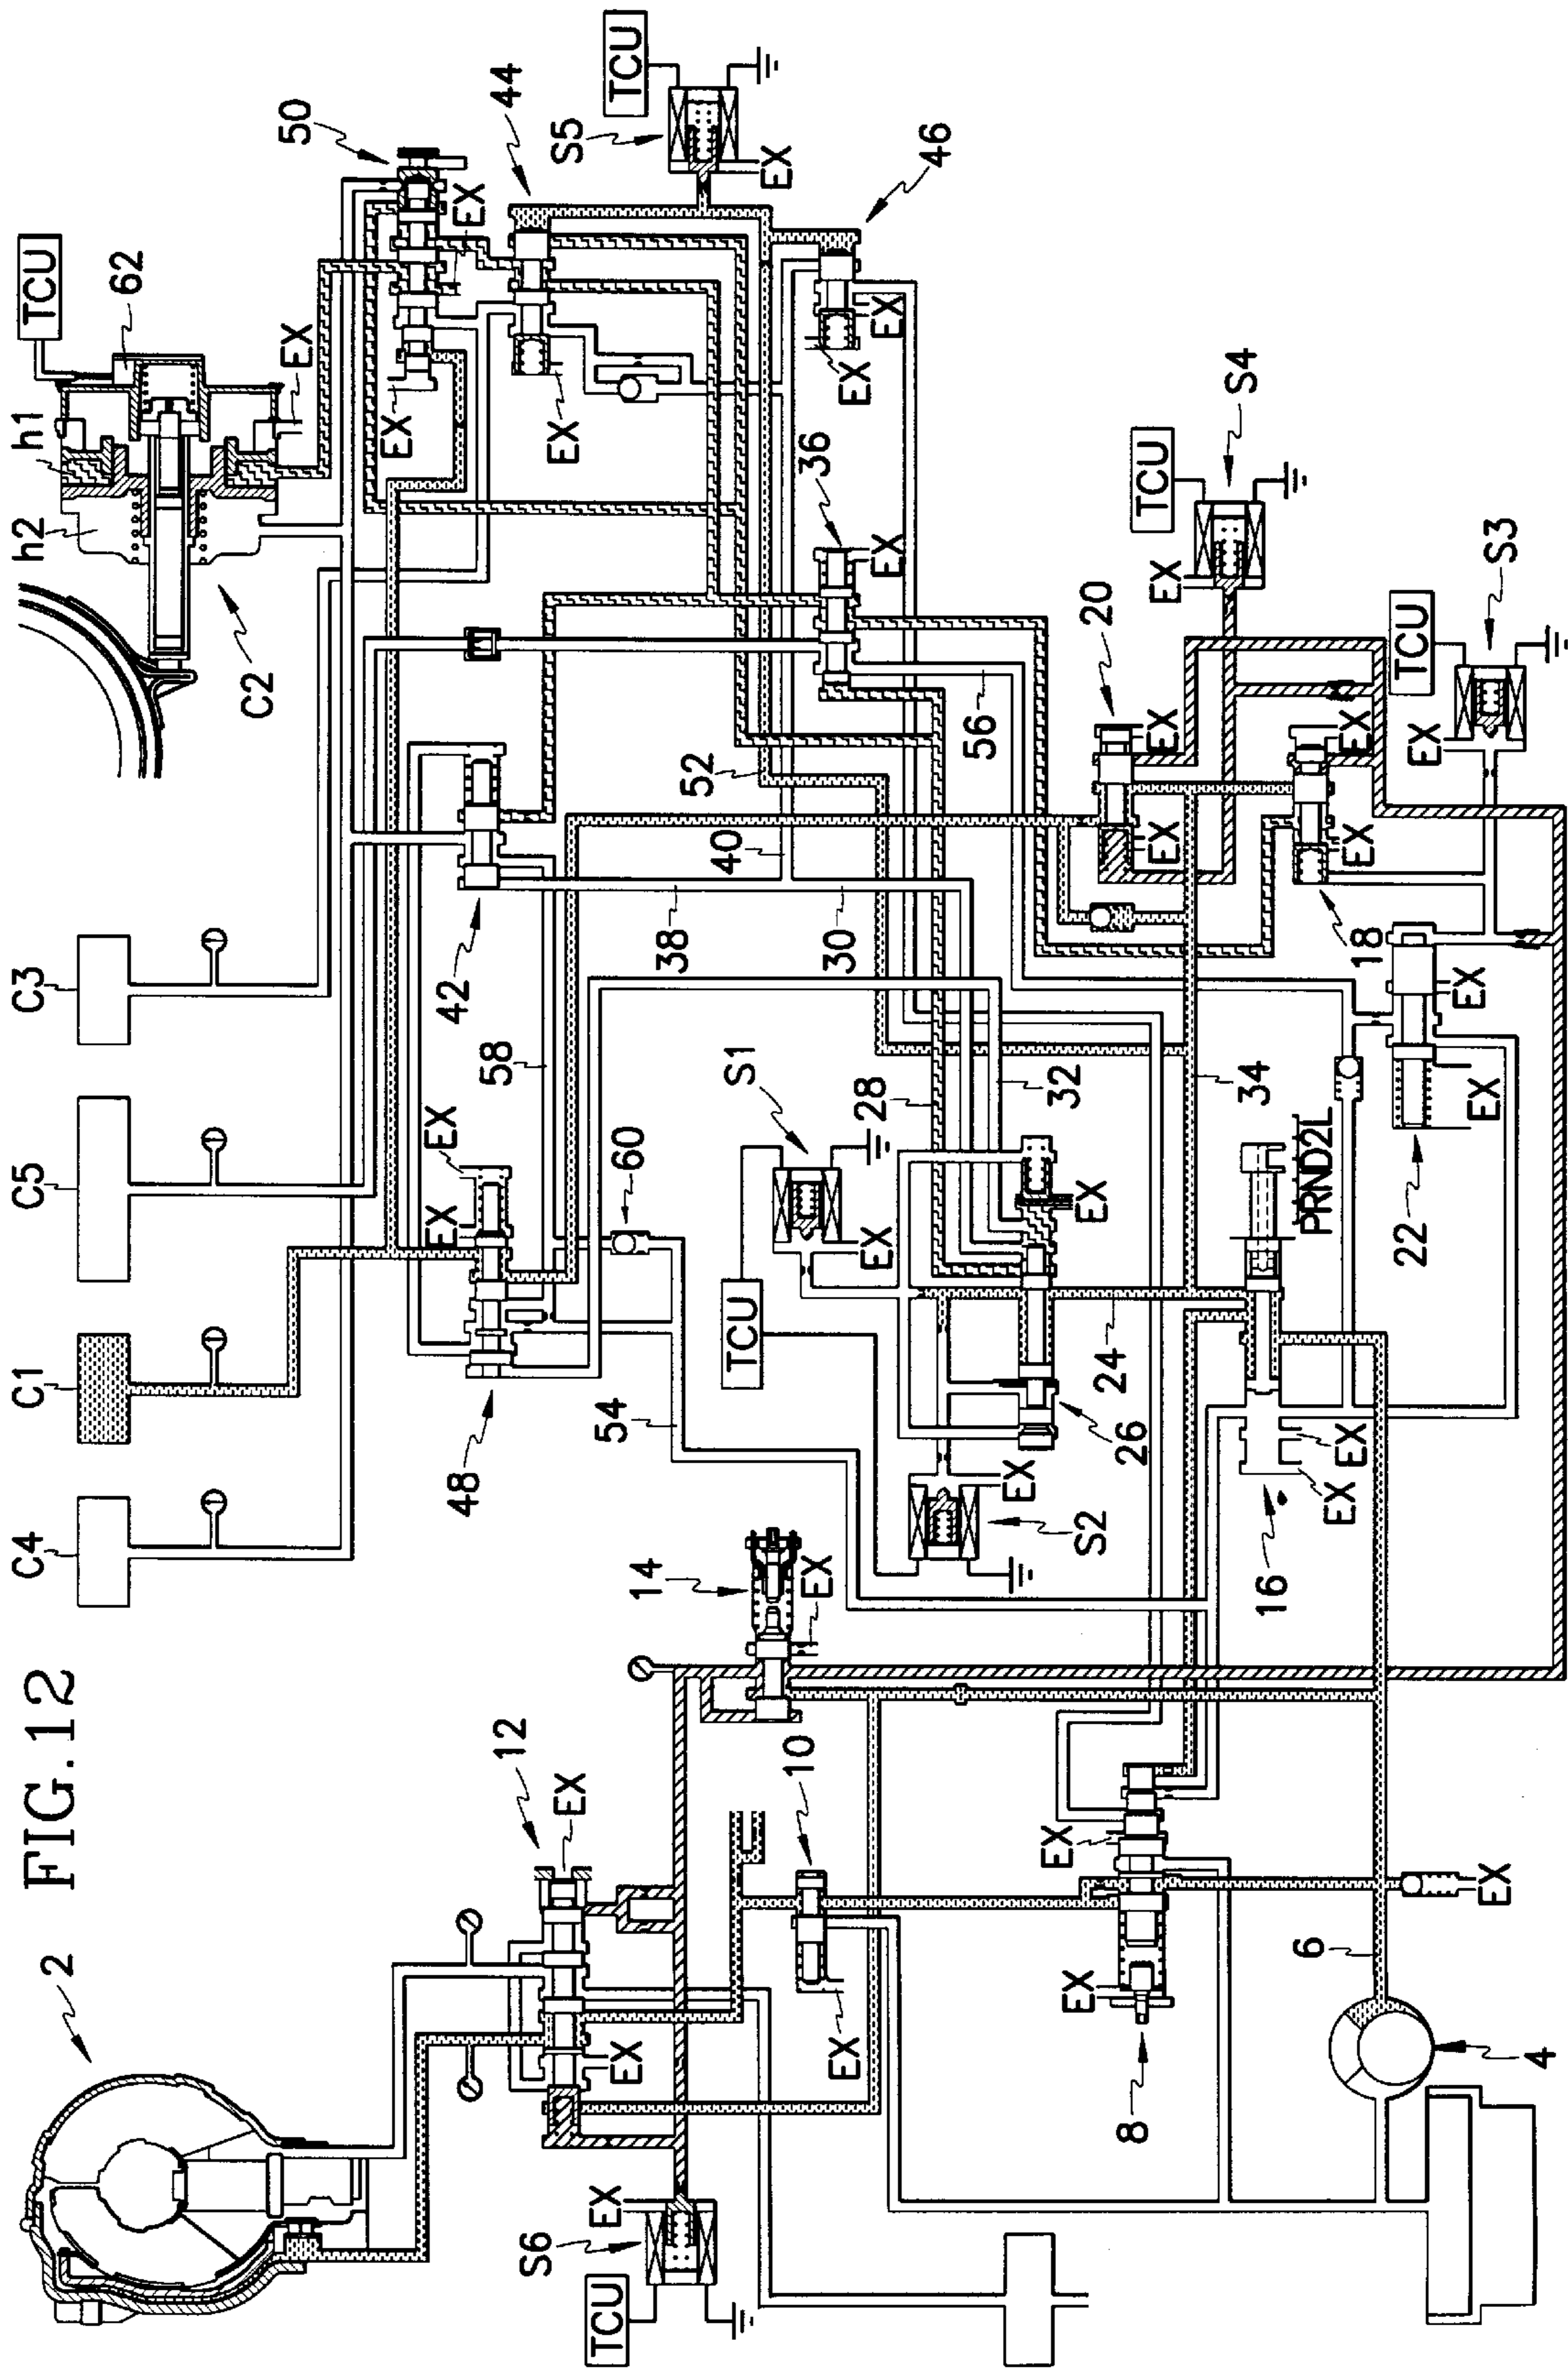 FIG.12
C4
C1
C5
C3
TCU
h2
h1
62
EX
C2
50
EX
EX
44
TCU
S5
EX
EX
46
EX
EX
2
12
EX
EX
TCU
S6
EX
14
EX
10
EX
48
EX
EX
60
58
42
54
38
40
52
30
36
EX
56
TCU
S1
EX
28
32
EX
26
24
S2
EX
TCU
S4
EX
20
EX
EX
34
TCU
S3
EX
EX
EX
18
PRND2L
16
EX
EX
22
EX
EX
EX
EX
8
6
EX
4